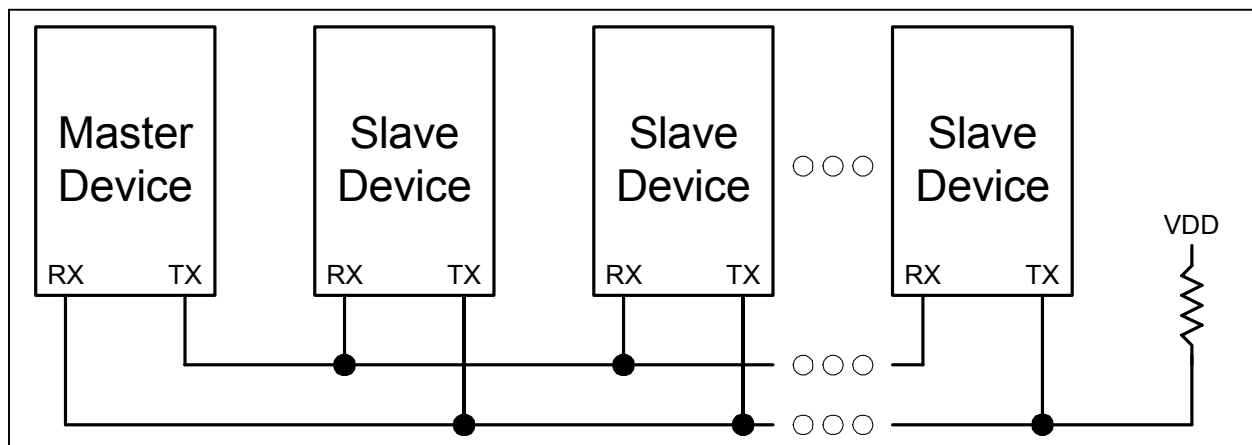 Master
Device
Slave
Device
Slave
Device
Slave
Device
VDD
RX TX
RX TX
RX TX
RX TX